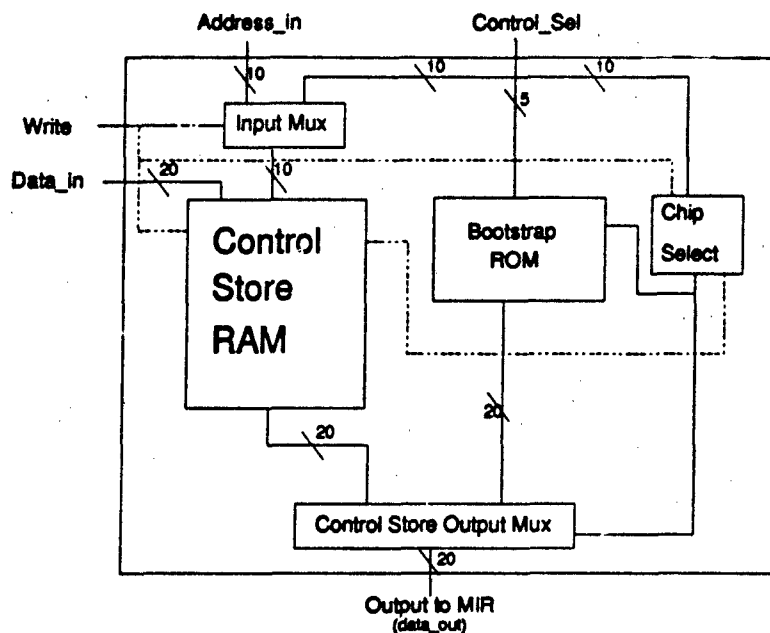 Address_in
Control_Sel
10
10
10
5
Write
Input Mux
20
10
Data_in
Control
Store
RAM
Bootstrap
ROM
Chip
Select
20
20
Control Store Output Mux
20
Output to MIR
(data_out)